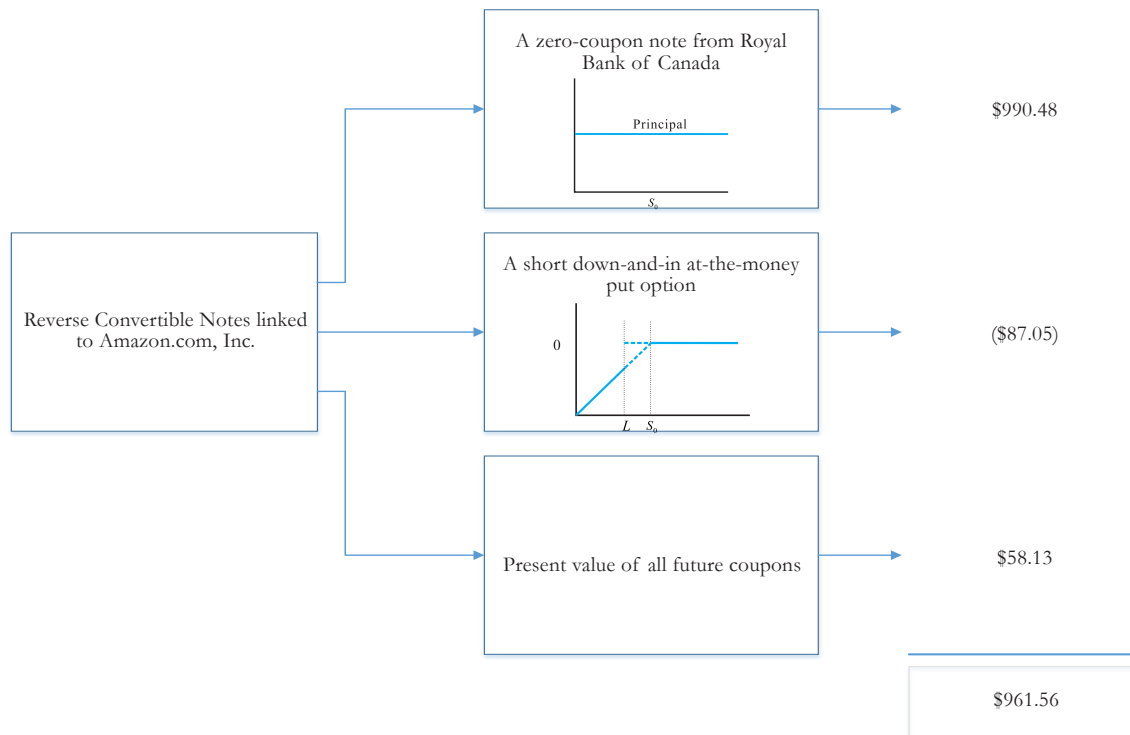 A zero-coupon note from Royal
Bank of Canada
Principal
S₀
$990.48
Reverse Convertible Notes linked
to Amazon.com, Inc.
A short down-and-in at-the-money
put option
0
L S₀
($87.05)
Present value of all future coupons
$58.13
$961.56